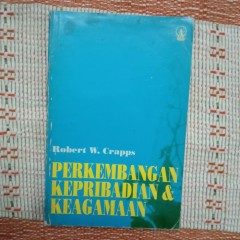 Robert W. Crapps
PERKEMBANGAN
KEPRIBADIAN &
KEAGAMAAN